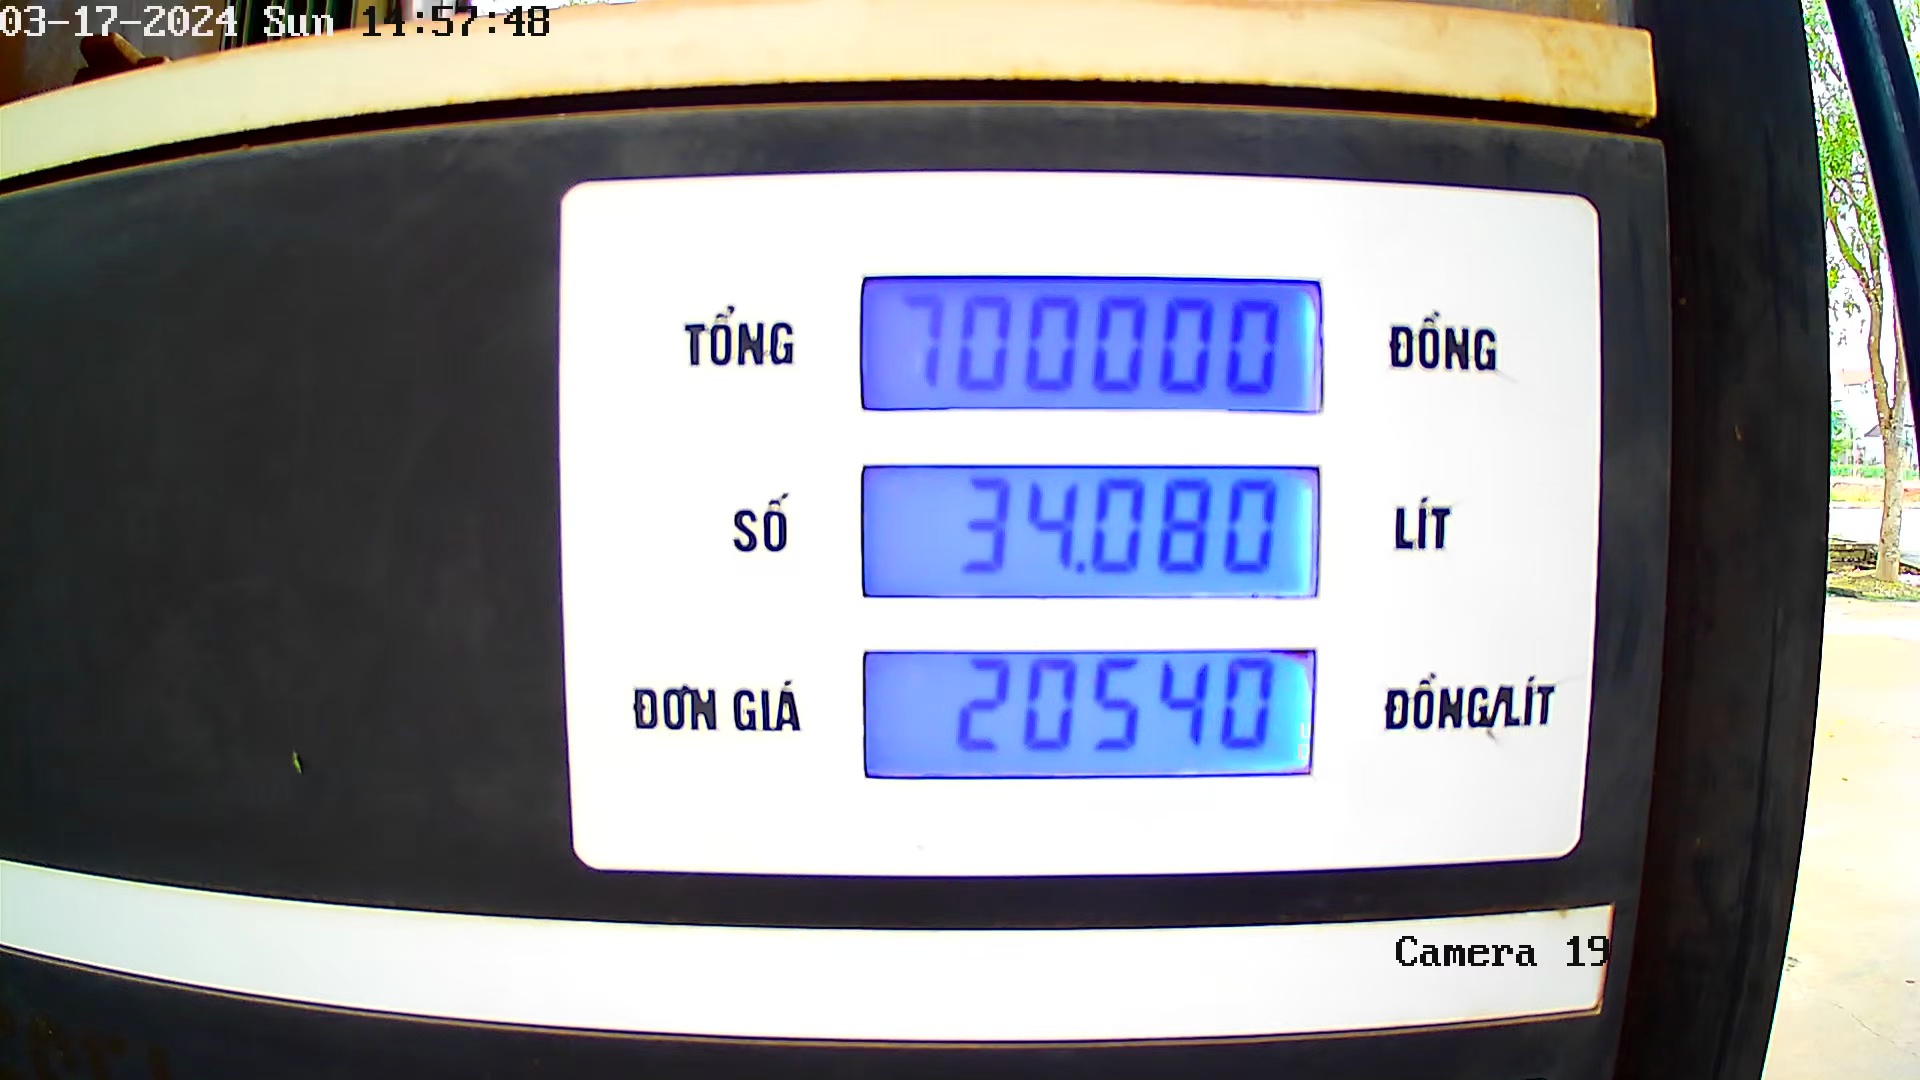 03-17-2024 Sun 14:57:48
TỔNG 700000 ĐỒNG
SỐ 34.080 LÍT
ĐƠN GIÁ 20540 ĐỒNG/LÍT
Camera 19